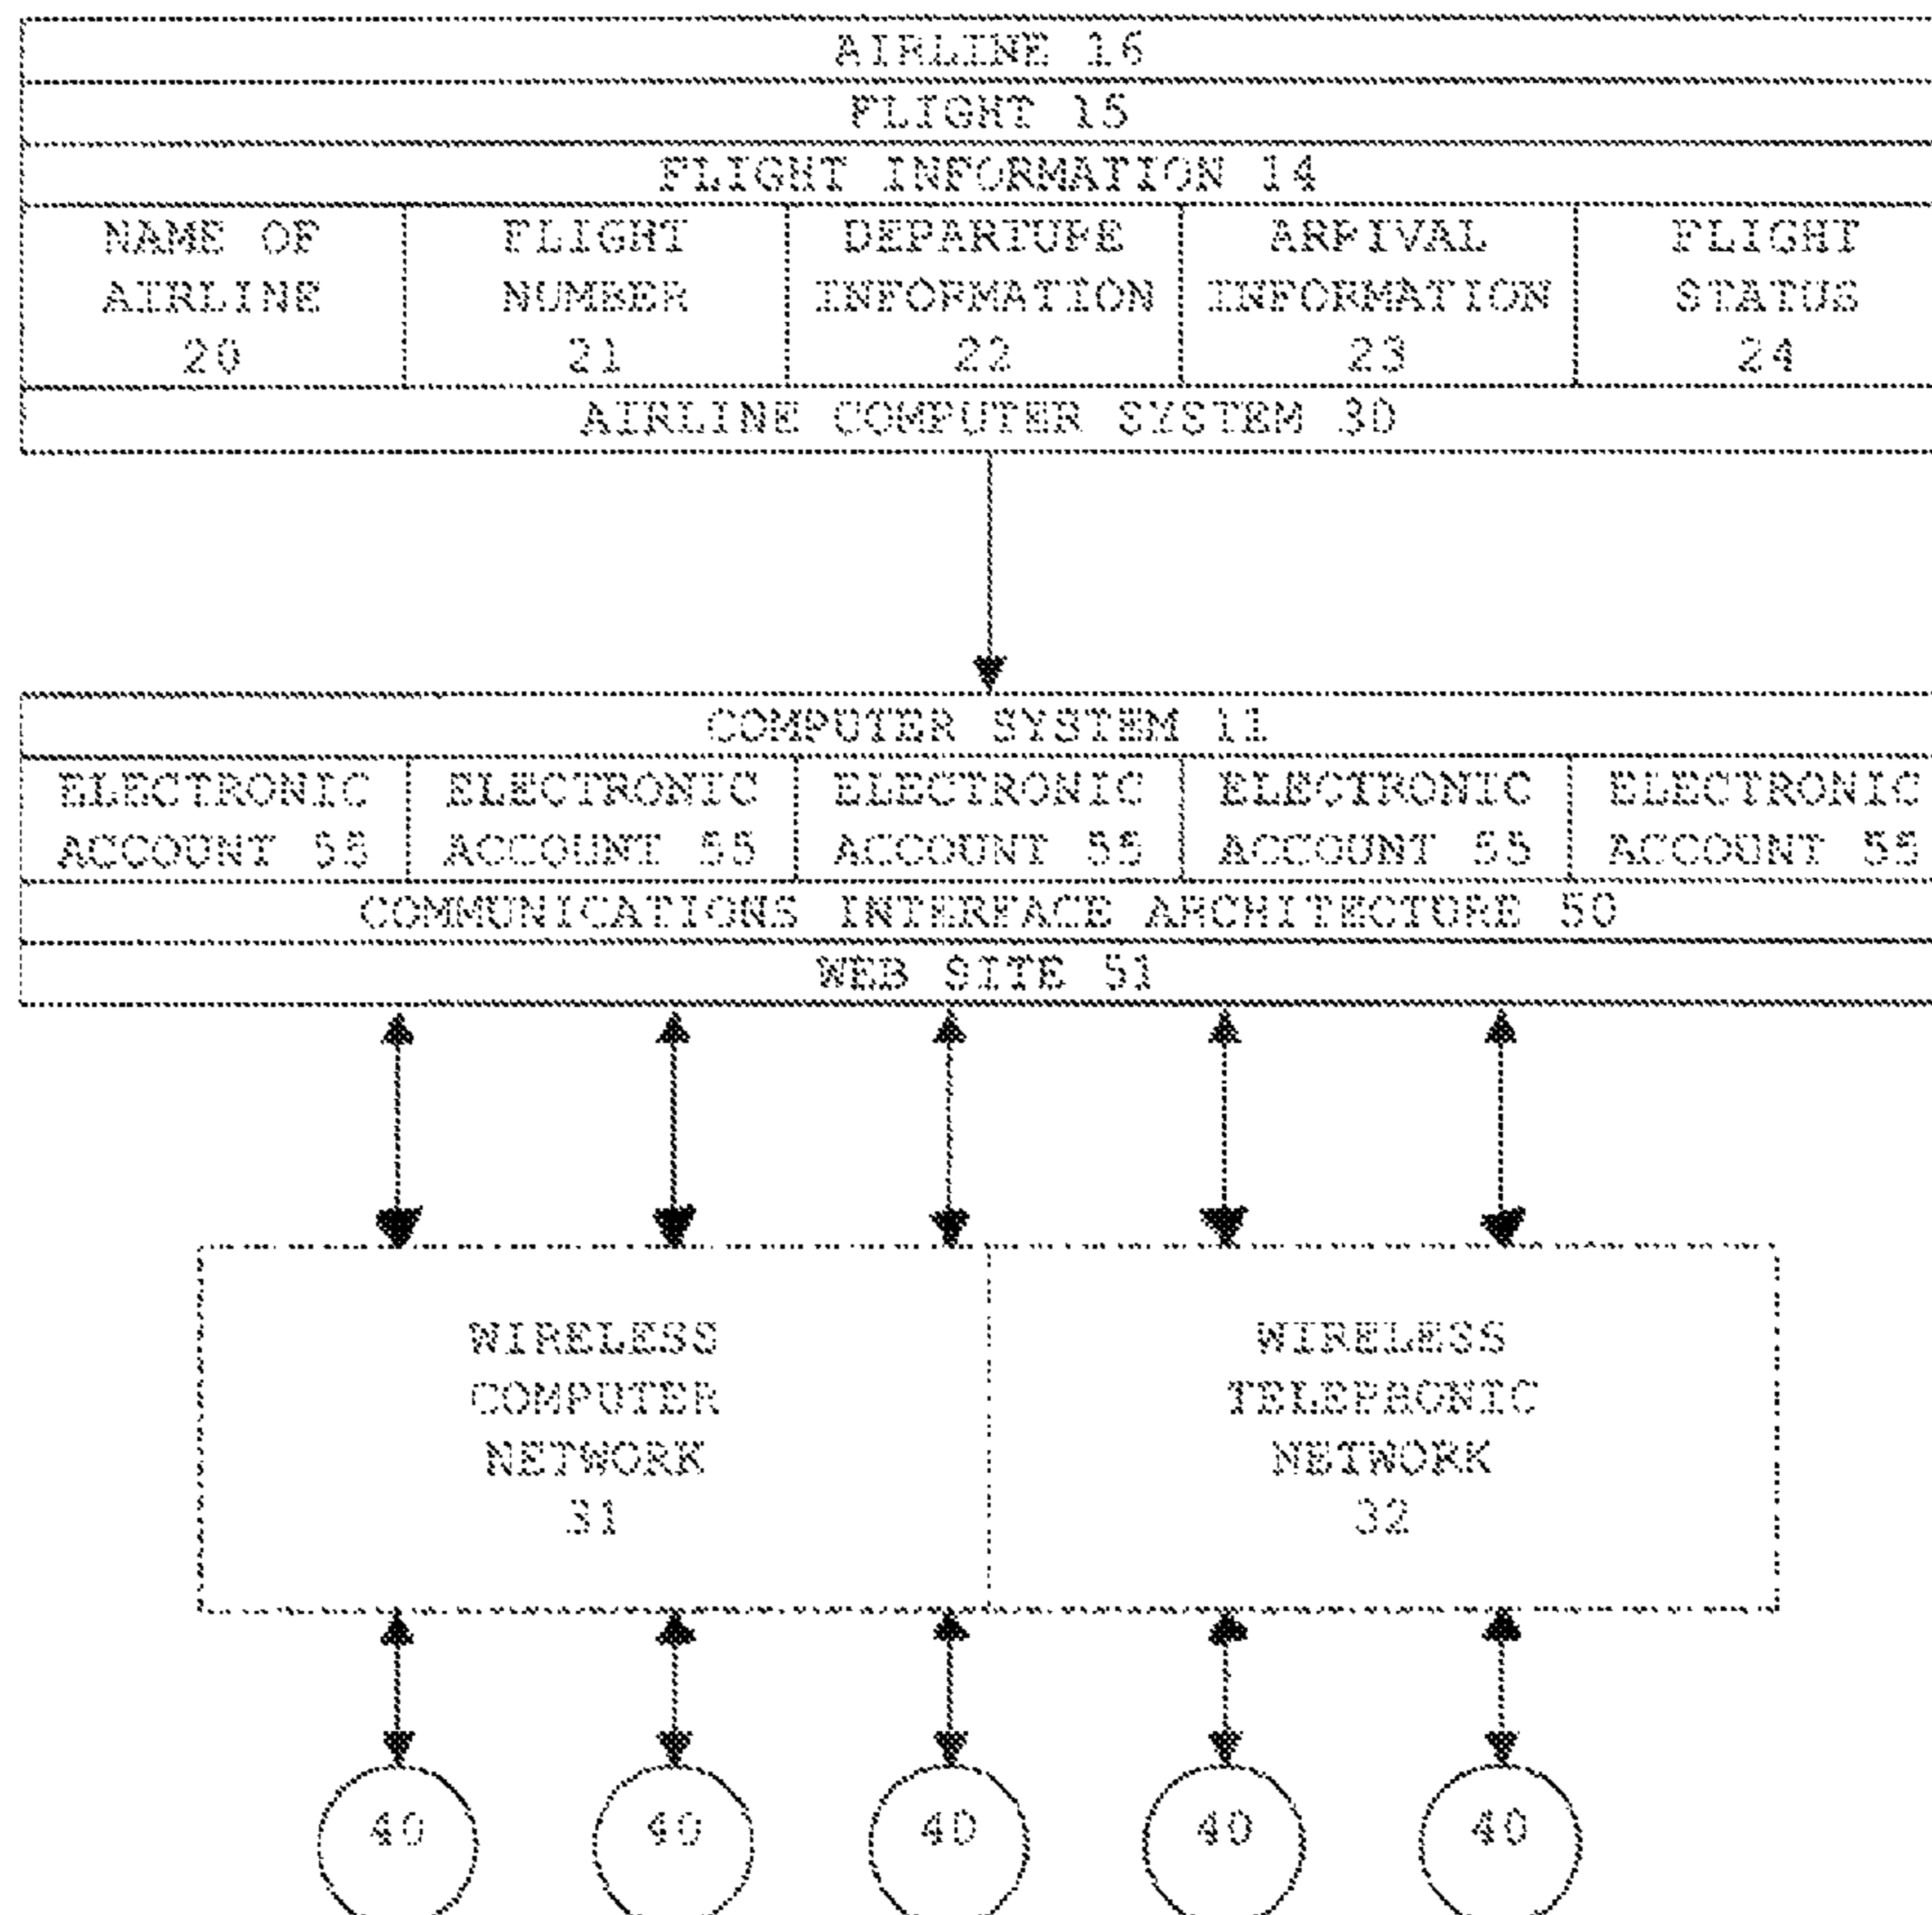 AIRLINE 16
FLIGHT 15
FLIGHT INFORMATION 14
NAME OF
AIRLINE
20
FLIGHT
NUMBER
21
DEPARTURE
INFORMATION
22
ARRIVAL
INFORMATION
23
FLIGHT
STATUS
24
AIRLINE COMPUTER SYSTEM 30
COMPUTER SYSTEM 11
ELECTRONIC
ACCOUNT 55
ELECTRONIC
ACCOUNT 55
ELECTRONIC
ACCOUNT 55
ELECTRONIC
ACCOUNT 55
ELECTRONIC
ACCOUNT 55
COMMUNICATIONS INTERFACE ARCHITECTURE 50
WEB SITE 51
WIRELESS
COMPUTER
NETWORK
31
WIRELESS
TELEPHONIC
NETWORK
32
40
40
40
40
40